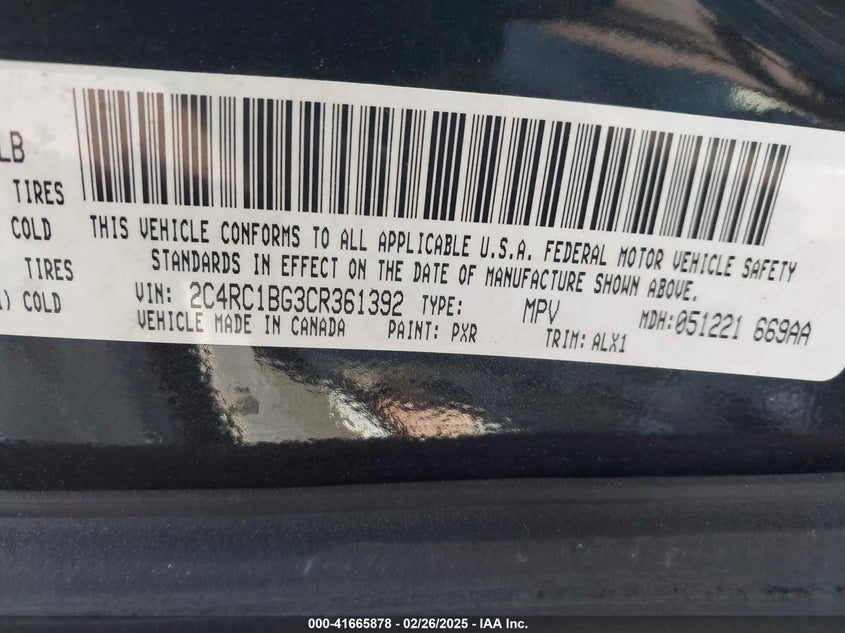 LB
TIRES
COLD
TIRES
) COLD
THIS VEHICLE CONFORMS TO ALL APPLICABLE U.S.A. FEDERAL MOTOR VEHICLE SAFETY
STANDARDS IN EFFECT ON THE DATE OF MANUFACTURE SHOWN ABOVE.
VIN: 2C4RC1BG3CR361392 TYPE: MPV MDH:051221 669AA
VEHICLE MADE IN CANADA PAINT: PXR TRIM: ALX1
000-41665878 - 02/26/2025 - IAA Inc.